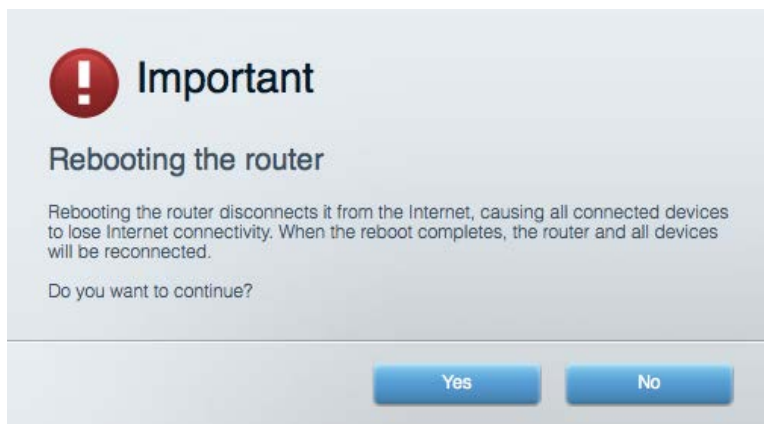 Important
Rebooting the router
Rebooting the router disconnects it from the Internet, causing all connected devices
to lose Internet connectivity. When the reboot completes, the router and all devices
will be reconnected.
Do you want to continue?
Yes No